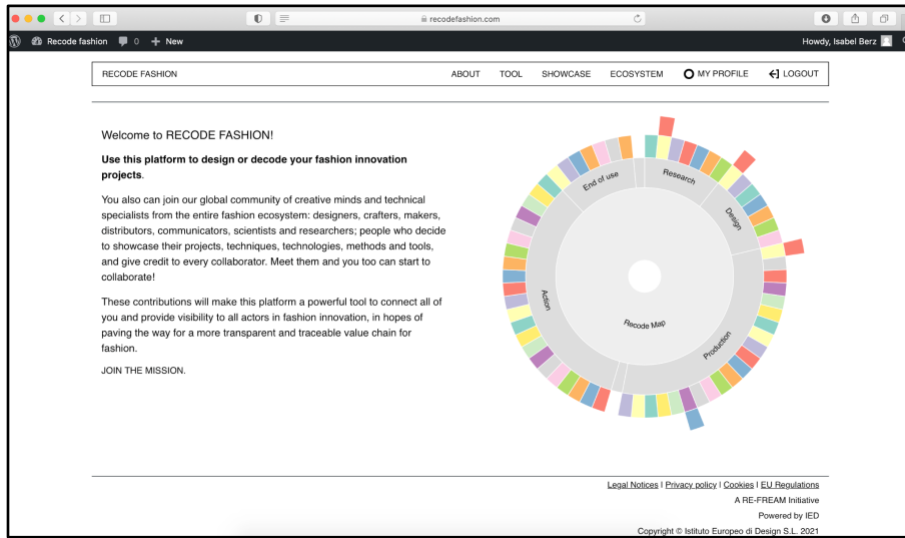 recodefashion.com
Recode fashion 0 + New
Howdy, Isabel Berz
RECODE FASHION
ABOUT TOOL SHOWCASE ECOSYSTEM MY PROFILE LOGOUT
Welcome to RECODE FASHION!
Use this platform to design or decode your fashion innovation
projects.
You also can join our global community of creative minds and technical
specialists from the entire fashion ecosystem: designers, crafters, makers,
distributors, communicators, scientists and researchers; people who decide
to showcase their projects, techniques, technologies, methods and tools,
and give credit to every collaborator. Meet them and you too can start to
collaborate!
These contributions will make this platform a powerful tool to connect all of
you and provide visibility to all actors in fashion innovation, in hopes of
paving the way for a more transparent and traceable value chain for
fashion.
JOIN THE MISSION.
End of use
Research
Design
Action
Recode Map
Production
Legal Notices I Privacy policy I Cookies I EU Regulations
A RE-FREAM Initiative
Powered by IED
Copyright © Istituto Europeo di Design S.L. 2021